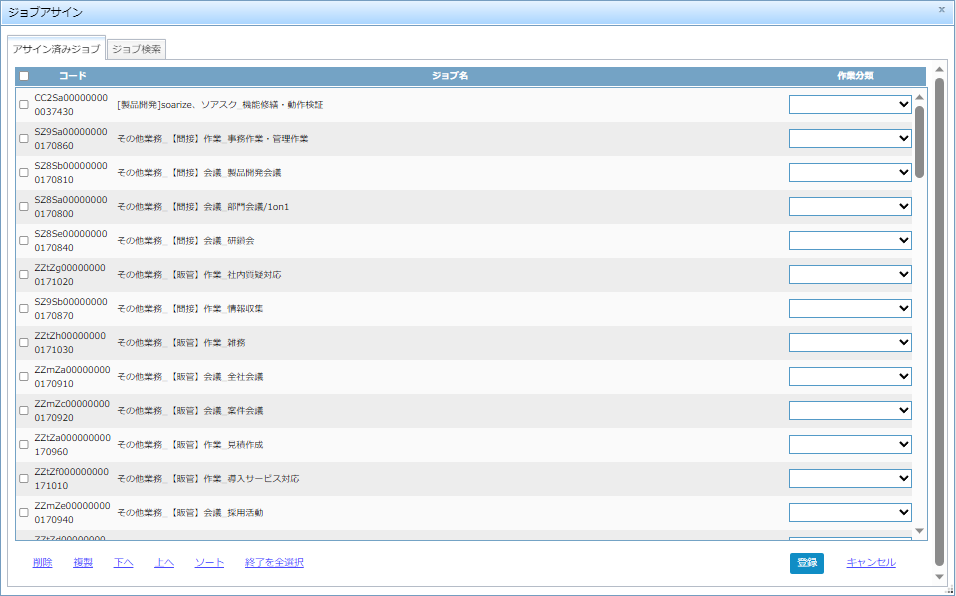 ジョブアサイン
×
アサイン済みジョブ ジョブ検索
コード ジョブ名 作業分類
CC2Sa00000000
0037430
[製品開発]soarize、ソアスク_機能修繕・動作検証
SZ9Sa00000000
0170860
その他業務_【間接】作業_事務作業・管理作業
SZ8Sb00000000
0170810
その他業務_【間接】会議_製品開発会議
SZ8Sa00000000
0170800
その他業務_【間接】会議_部門会議/1on1
SZ8Se00000000
0170840
その他業務_【間接】会議_研鑽会
ZZtZg00000000
0171020
その他業務_【販管】作業_社内質疑対応
SZ9Sb00000000
0170870
その他業務_【間接】作業_情報収集
ZZtZh00000000
0171030
その他業務_【販管】作業_雑務
ZZmZa00000000
0170910
その他業務_【販管】会議_全社会議
ZZmZc00000000
0170920
その他業務_【販管】会議_案件会議
ZZtZa000000000
170960
その他業務_【販管】作業_見積作成
ZZtZf000000000
171010
その他業務_【販管】作業_導入サービス対応
ZZmZe00000000
0170940
その他業務_【販管】会議_採用活動
削除 複製 下へ 上へ ソート 終了を全選択 登録 キャンセル